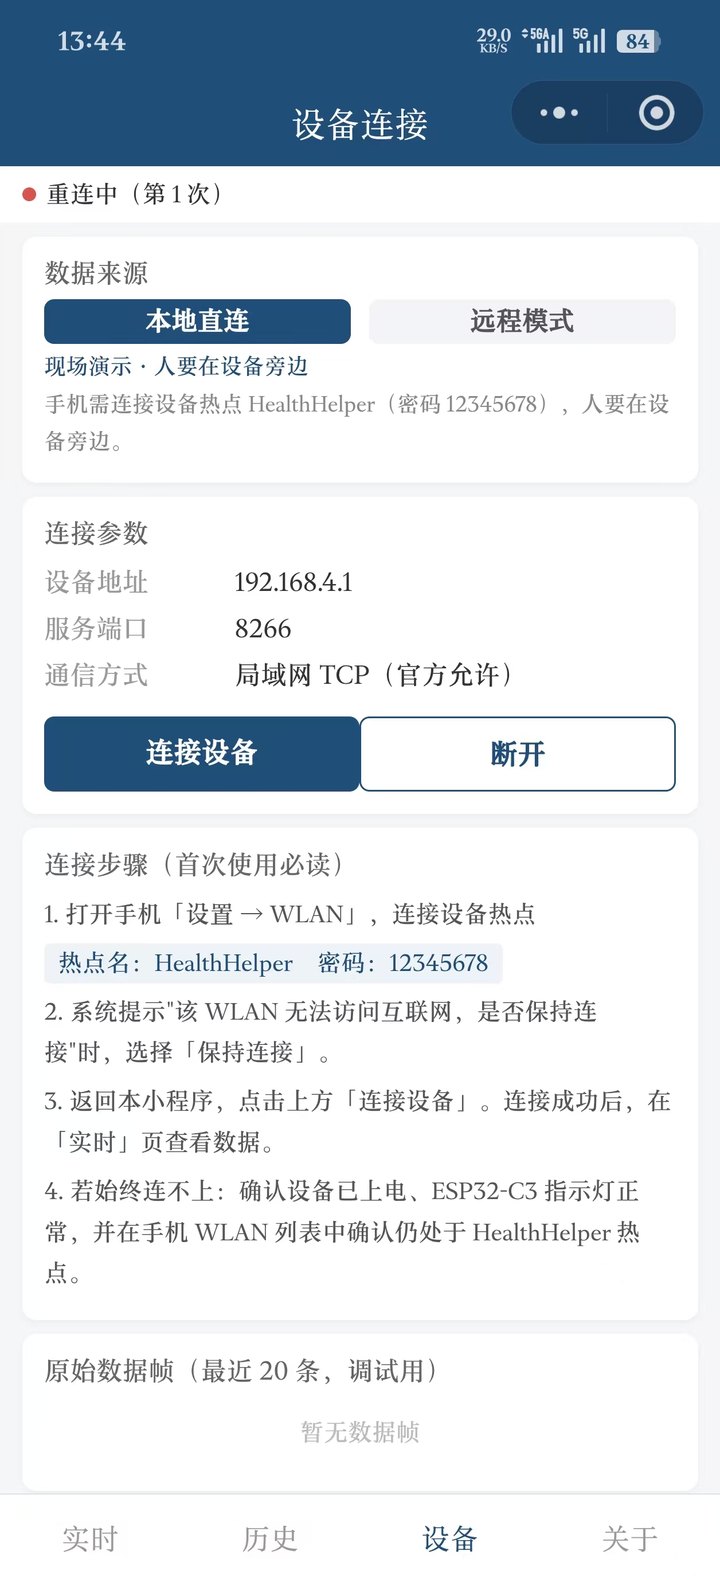 13:44
29.0 KB/S 5GA 5G 84
设备连接
重连中（第 1 次）
数据来源
本地直连 远程模式
现场演示 · 人要在设备旁边
手机需连接设备热点 HealthHelper（密码 12345678），人要在设
备旁边。
连接参数
设备地址 192.168.4.1
服务端口 8266
通信方式 局域网 TCP（官方允许）
连接设备 断开
连接步骤（首次使用必读）
1. 打开手机「设置 → WLAN」，连接设备热点
热点名：HealthHelper 密码：12345678
2. 系统提示"该 WLAN 无法访问互联网，是否保持连
接"时，选择「保持连接」。
3. 返回本小程序，点击上方「连接设备」。连接成功后，在
「实时」页查看数据。
4. 若始终连不上：确认设备已上电、ESP32-C3 指示灯正
常，并在手机 WLAN 列表中确认仍处于 HealthHelper 热
点。
原始数据帧（最近 20 条，调试用）
暂无数据帧
实时 历史 设备 关于